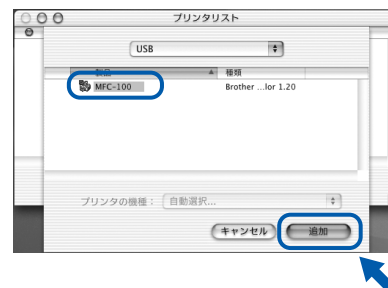 プリンタリスト
USB
製品 種類
MFC-100 Brother ...lor 1.20
プリンタの機種： 自動選択...
キャンセル 追加